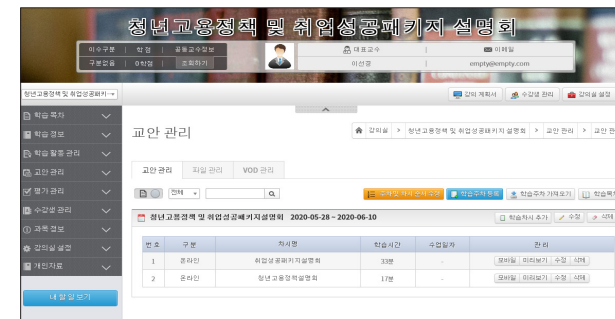 청년고용정책 및 취업성공패키지 설명회
이수구분 | 학점 | 공동교수정보
구분없음 | 0학점 | 조회하기
대표교수 | 이메일
이선경 empty@empty.com
청년고용정책 및 취업성공패키
강의 계획서 수강생 관리 강의실 설정
학습 목차
학습 정보
학습 활동 관리
교안 관리
평가 관리
수강생 관리
과목 정보
강의실 설정
개인자료
내 할 일 보기
교안 관리
강의실 > 청년고용정책 및 취업성공패키지 설명회 > 교안 관리 > 교안 관
교안 관리 파일 관리 VOD 관리
전체
학습주차 등록 학습주차 가져오기 학습목차
청년고용정책 및 취업성공패키지설명회 2020-05-28 ~ 2020-06-10
학습차시 추가 수정 삭제
번호 구분 차시명 학습시간 수업일자 관리
1 온라인 취업성공패키지설명회 33분 - 모바일 미리보기 수정 삭제
2 온라인 청년고용정책설명회 17분 - 모바일 미리보기 수정 삭제